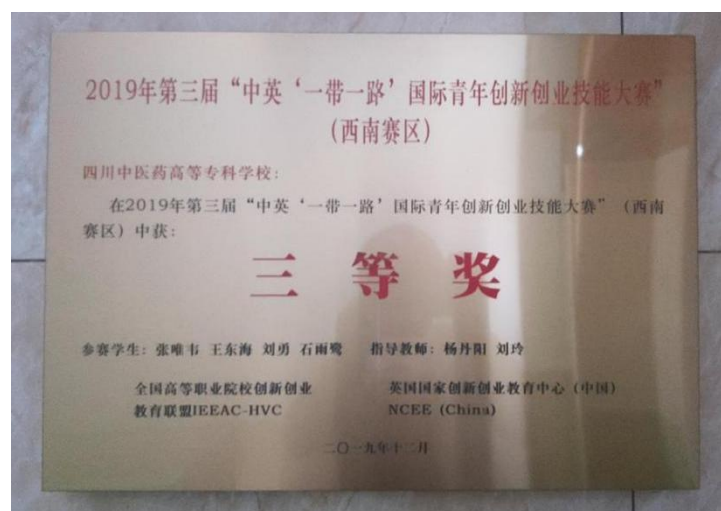 2019年第三届“中英‘一带一路’国际青年创新创业技能大赛”
(西南赛区)
四川中医药高等专科学校:
在2019年第三届“中英‘一带一路’国际青年创新创业技能大赛”(西南
赛区)中获:
三等奖
参赛学生: 张唯韦 王东海 刘勇 石雨鹭 指导教师: 杨丹阳 刘玲
全国高等职业院校创新创业 英国国家创新创业教育中心(中国)
教育联盟IEEAC-HVC NCEE (China)
二〇一九年十二月